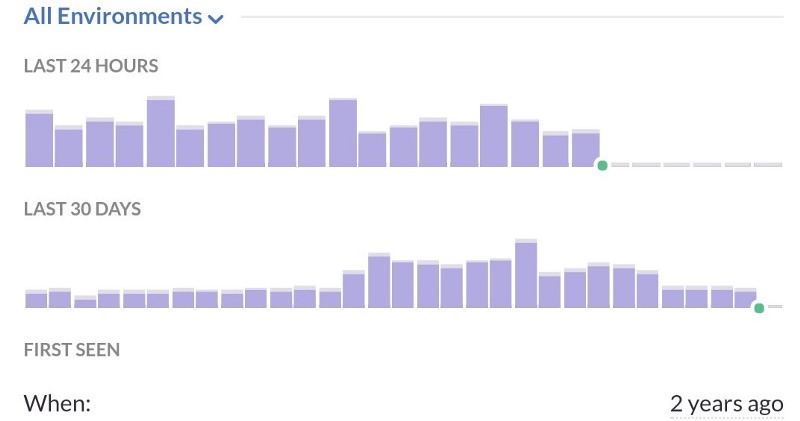 All Environments
LAST 24 HOURS
LAST 30 DAYS
FIRST SEEN
When: 2 years ago